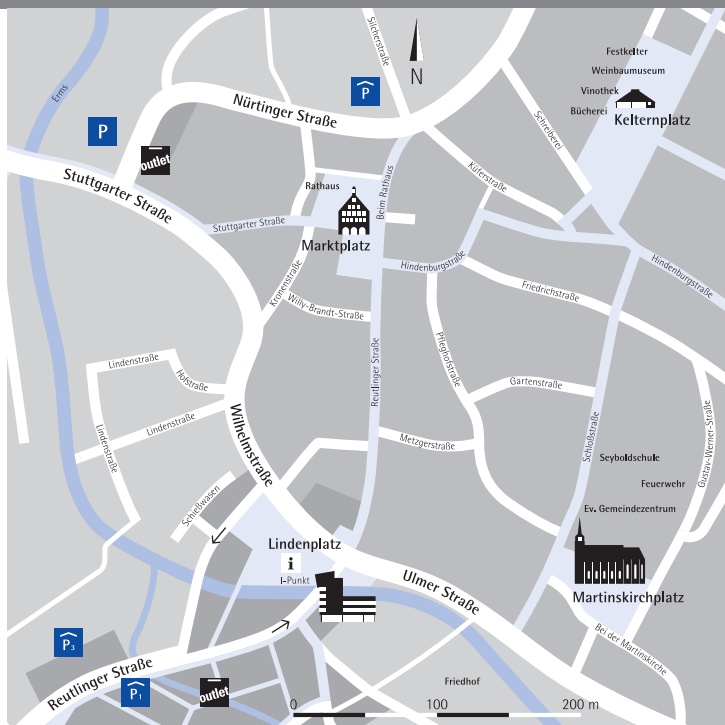 Silcherstraße
N
Festkelter
Weinbaumuseum
Vinothek
Bücherei
Kelternplatz
Erms
P
Nürtinger Straße
P
outlet
Schreiberei
Küferstraße
Stuttgarter Straße
Rathaus
Beim Rathaus
Stuttgarter Straße
Marktplatz
Hindenburgstraße
Hindenburgstraße
Kronenstraße
Willy-Brandt-Straße
Friedrichstraße
Pfleghofstraße
Reutlinger Straße
Lindenstraße
Hofstraße
Gartenstraße
Lindenstraße
Lindenstraße
Wilhelmstraße
Metzgerstraße
Schloßstraße
Gustav-Werner-Straße
Seyboldschule
Feuerwehr
Ev. Gemeindezentrum
Schießwasen
Lindenplatz
i
I-Punkt
Ulmer Straße
Martinskirchplatz
Bei der Martinskirche
P3
Reutlinger Straße
P1
outlet
Friedhof
0 100 200 m